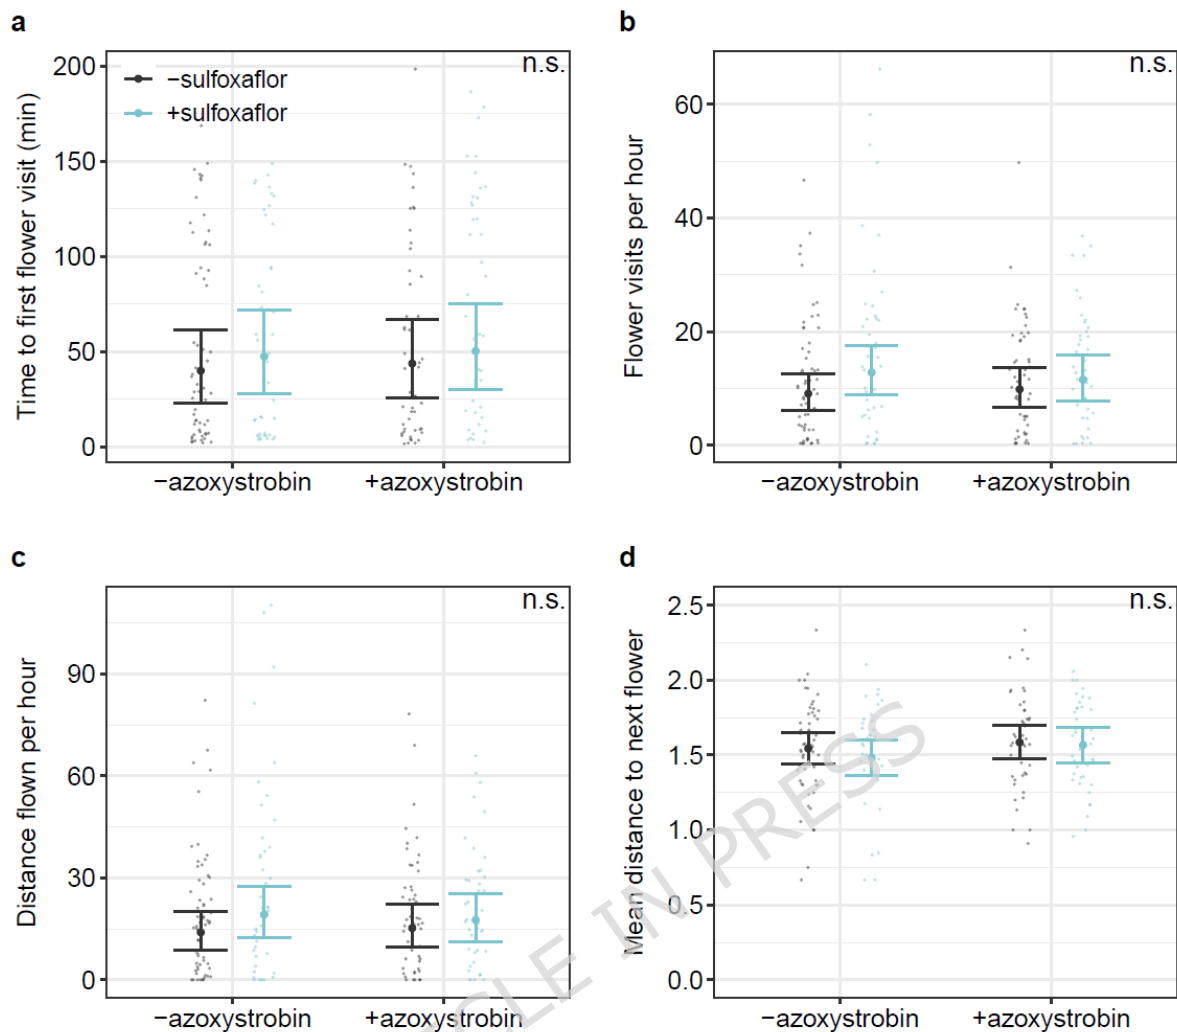 a
Time to first flower visit (min)
200
150
100
50
0
−sulfoxaflor
+sulfoxaflor
n.s.
−azoxystrobin
+azoxystrobin
b
Flower visits per hour
60
40
20
0
n.s.
−azoxystrobin
+azoxystrobin
c
Distance flown per hour
90
60
30
0
n.s.
−azoxystrobin
+azoxystrobin
d
Mean distance to next flower
2.5
2.0
1.5
1.0
0.5
0.0
n.s.
−azoxystrobin
+azoxystrobin
CLE IN PRESS